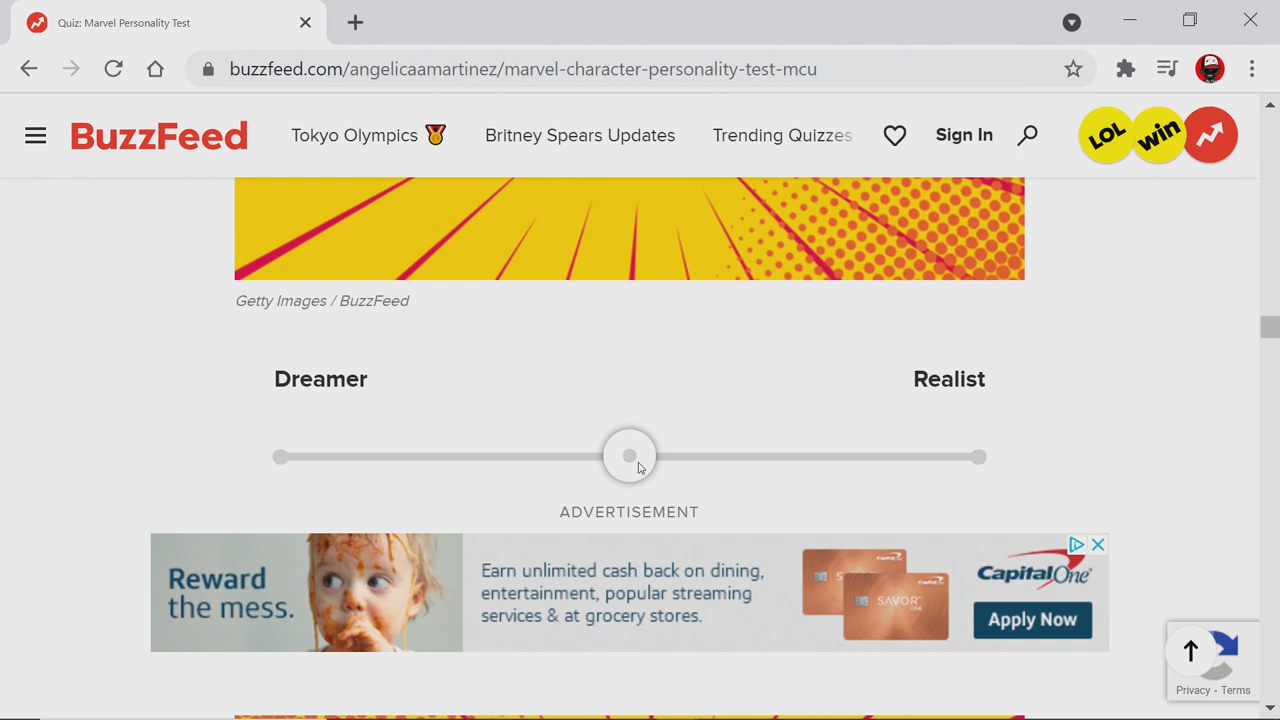 Quiz: Marvel Personality Test
buzzfeed.com/angelicaamartinez/marvel-character-personality-test-mcu
BuzzFeed
Tokyo Olympics
Britney Spears Updates
Trending Quizzes
Sign In
LOL
win
Getty Images / BuzzFeed
Dreamer
Realist
ADVERTISEMENT
Reward
the mess.
Earn unlimited cash back on dining,
entertainment, popular streaming
services & at grocery stores.
SAVOR
ONE
Capital One
Apply Now
Privacy - Terms